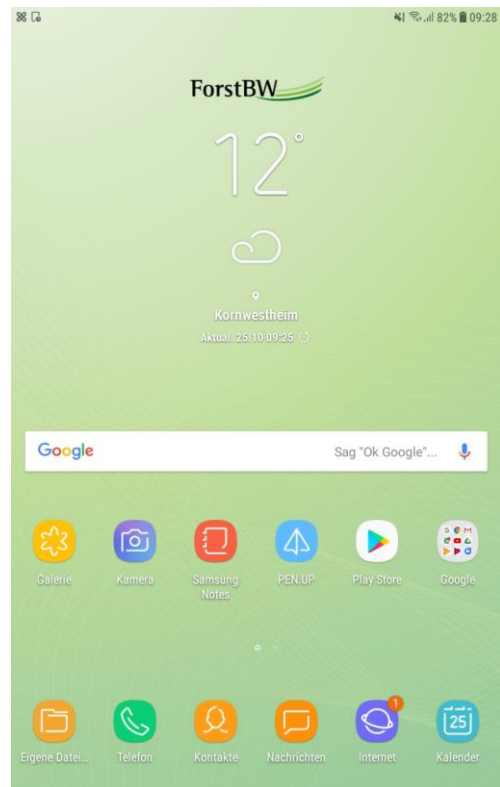 82% 09:28
ForstBW
12°
Kornwestheim
Aktual. 25.10 09:25
Google Sag "Ok Google"...
Galerie Kamera Samsung Notes PEN.UP Play Store Google
1
25
Eigene Datei... Telefon Kontakte Nachrichten Internet Kalender